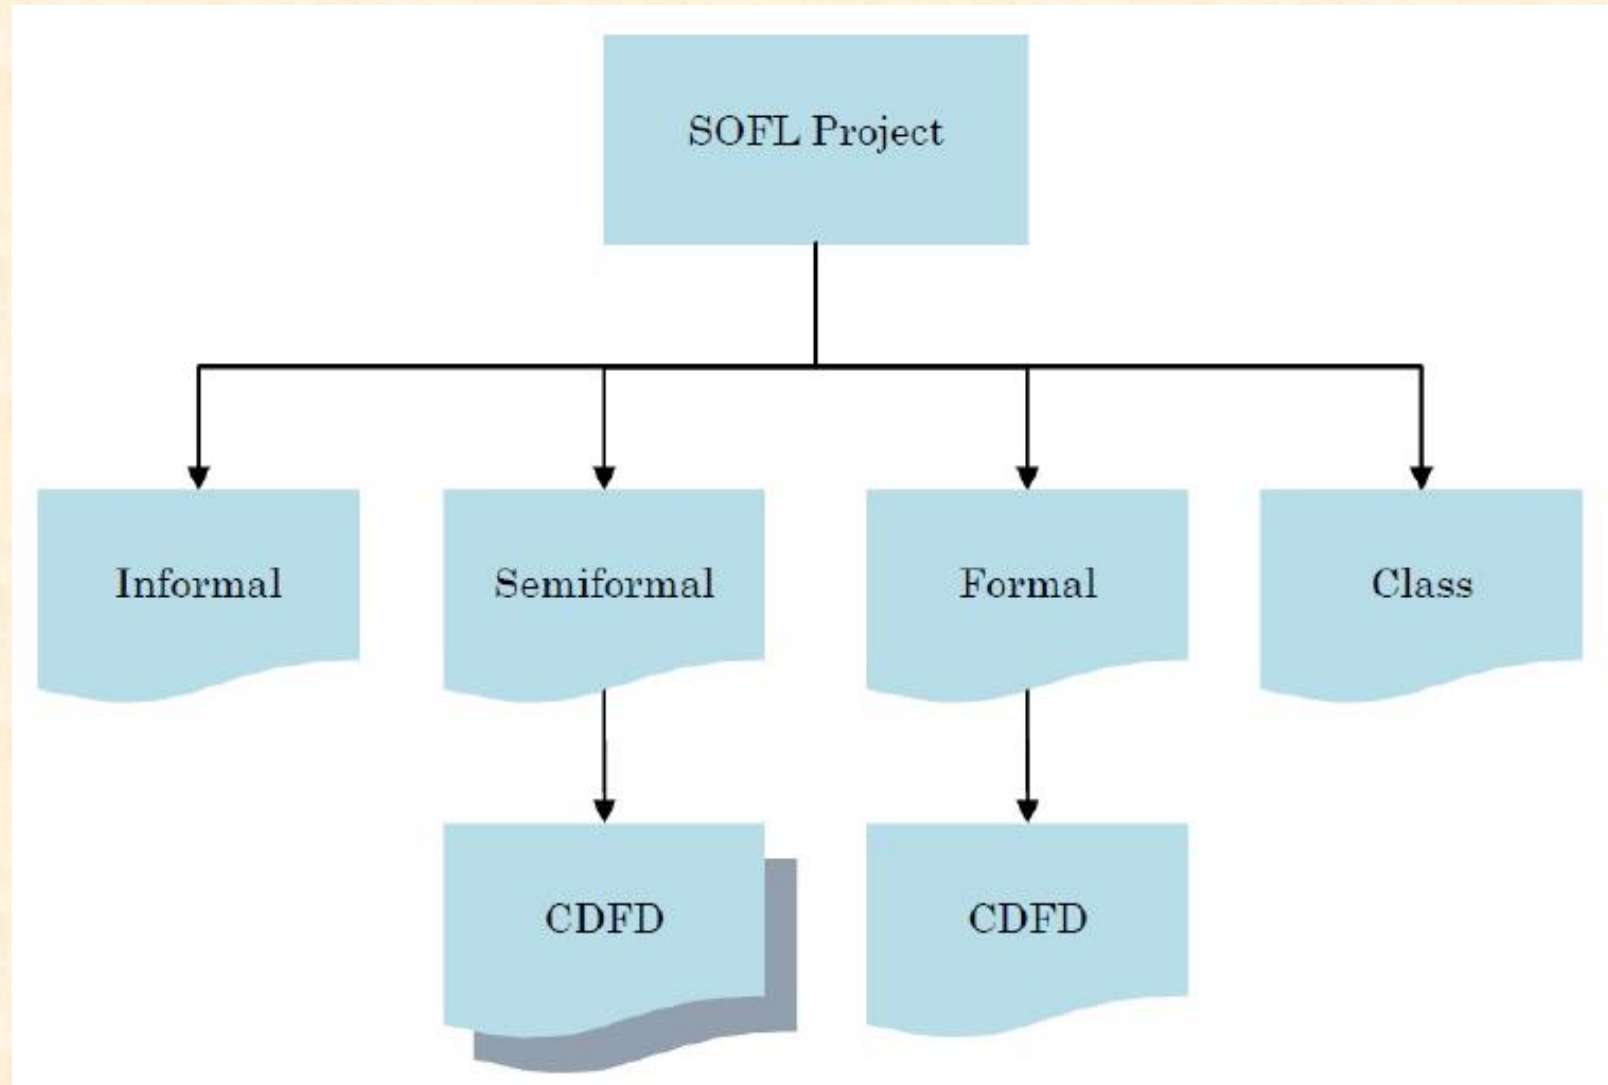 SOFL Project
Informal
Semiformal
Formal
Class
CDFD
CDFD